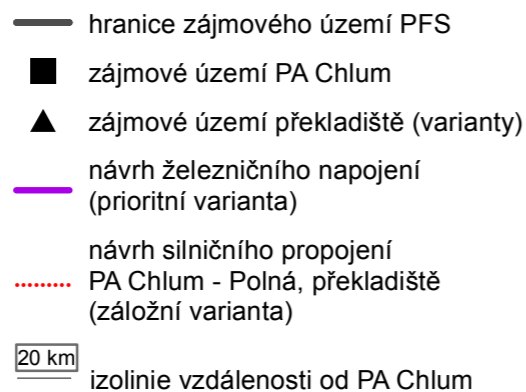 hranice zájmového území PFS
zájmové území PA Chlum
zájmové území překladiště (varianty)
návrh železničního napojení
(prioritní varianta)
návrh silničního propojení
PA Chlum - Polná, překladiště
(záložní varianta)
20 km
izolinie vzdálenosti od PA Chlum